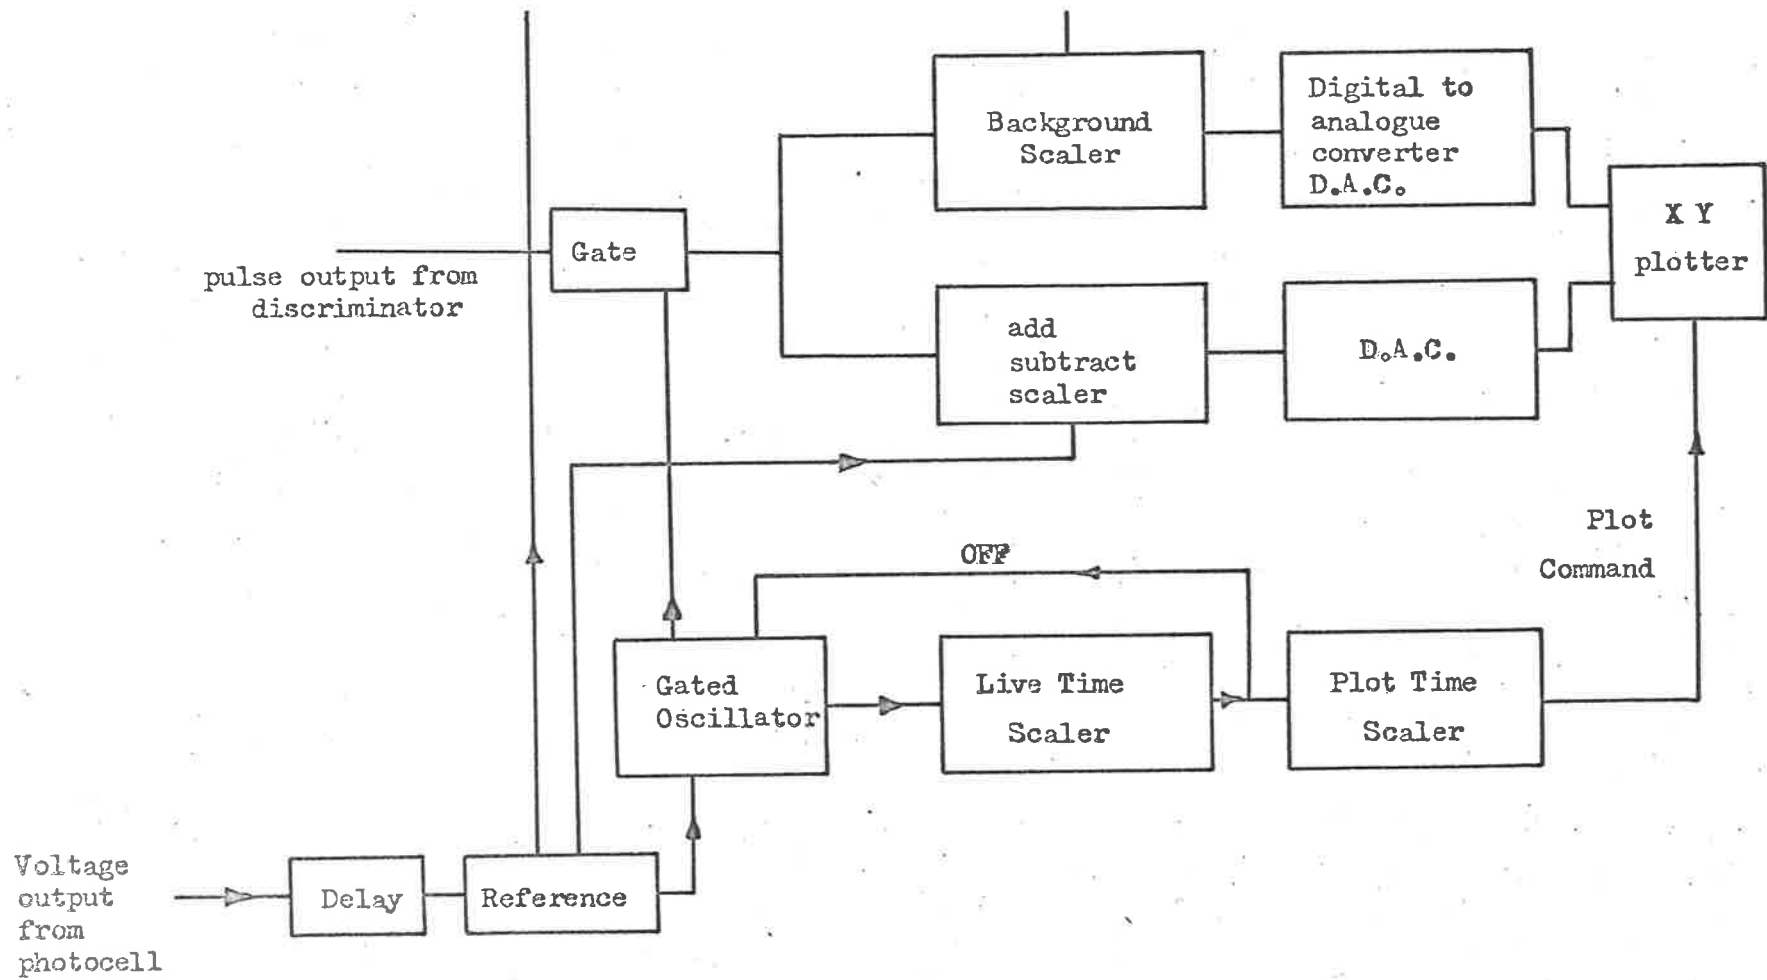 Background
Scaler
Digital to
analogue
converter
D.A.C.
X Y
plotter
Gate
pulse output from
discriminator
add
subtract
scaler
D.A.C.
Plot
Command
OFF
Gated
Oscillator
Live Time
Scaler
Plot Time
Scaler
Voltage
output
from
photocell
Delay
Reference